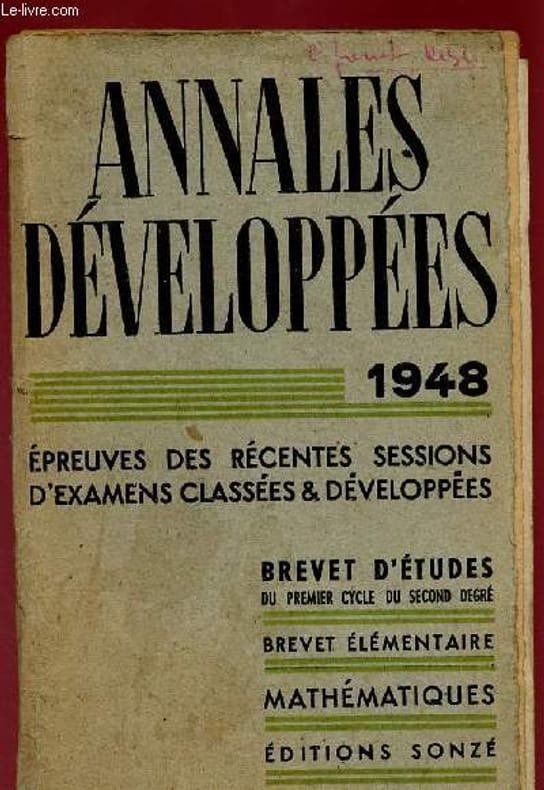 Le-livre.com
ANNALES
DÉVELOPPÉES
1948
ÉPREUVES DES RÉCENTES SESSIONS
D'EXAMENS CLASSÉES & DÉVELOPPÉES
BREVET D'ÉTUDES
DU PREMIER CYCLE DU SECOND DEGRÉ
BREVET ÉLÉMENTAIRE
MATHÉMATIQUES
ÉDITIONS SONZÉ